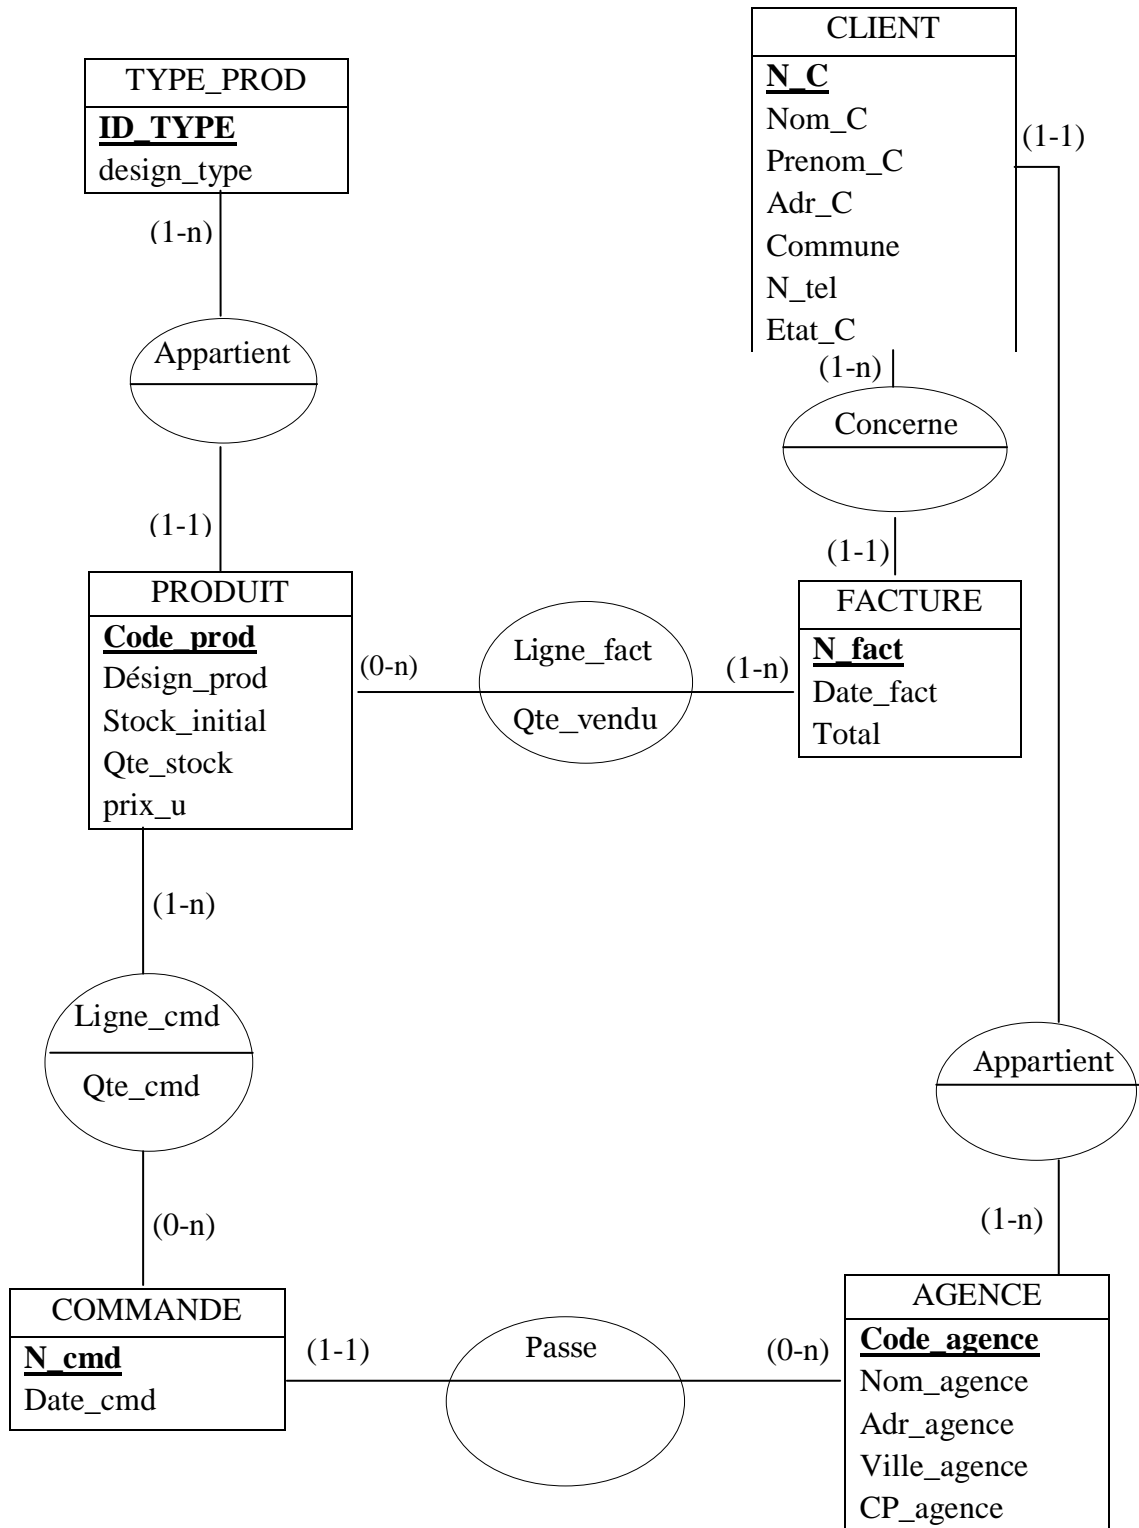 CLIENT
N_C
Nom_C
Prenom_C
Adr_C
Commune
N_tel
Etat_C
(1-1)
TYPE_PROD
ID_TYPE
design_type
(1-n)
Appartient
(1-1)
(1-n)
Concerne
(1-1)
PRODUIT
Code_prod
Désign_prod
Stock_initial
Qte_stock
prix_u
(0-n)
Ligne_fact
Qte_vendu
(1-n)
FACTURE
N_fact
Date_fact
Total
(1-n)
Ligne_cmd
Qte_cmd
(0-n)
Appartient
(1-n)
COMMANDE
N_cmd
Date_cmd
(1-1)
Passe
(0-n)
AGENCE
Code_agence
Nom_agence
Adr_agence
Ville_agence
CP_agence